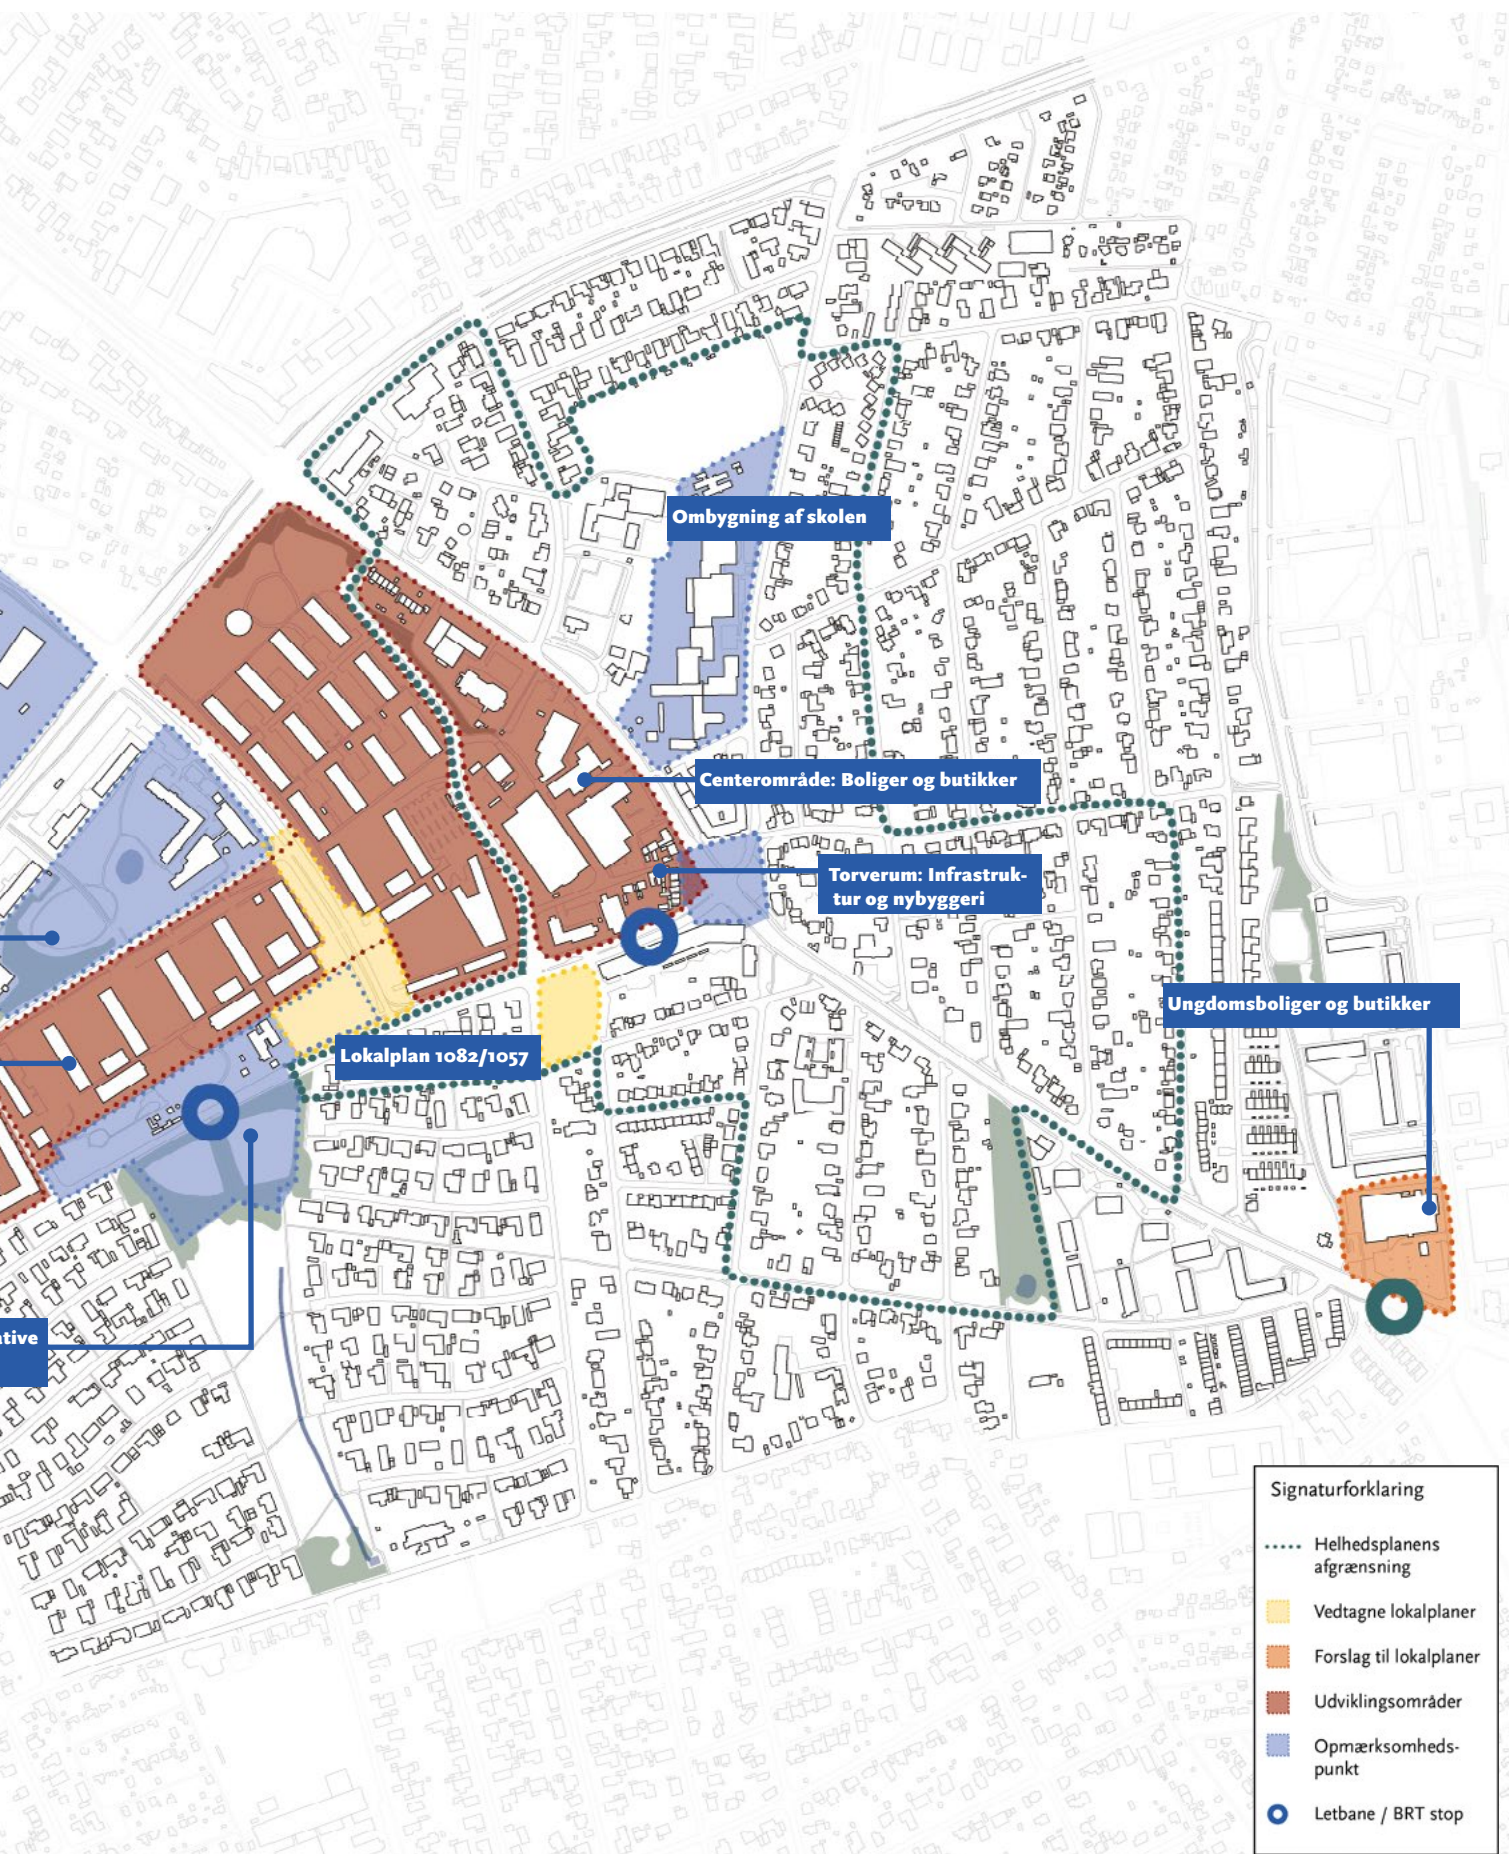 Ombygning af skolen
Centerområde: Boliger og butikker
Torverum: Infrastruk-
tur og nybyggeri
Ungdomsboliger og butikker
Lokalplan 1082/1057
ative
Signaturforklaring
Helhedsplanens
afgrænsning
Vedtagne lokalplaner
Forslag til lokalplaner
Udviklingsområder
Opmærksomheds-
punkt
Letbane / BRT stop